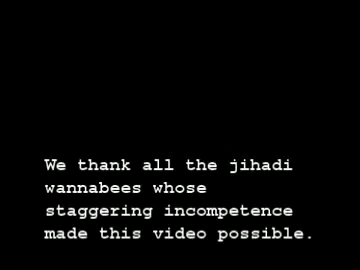 We thank all the jihadi
wannabees whose
staggering incompetence
made this video possible.